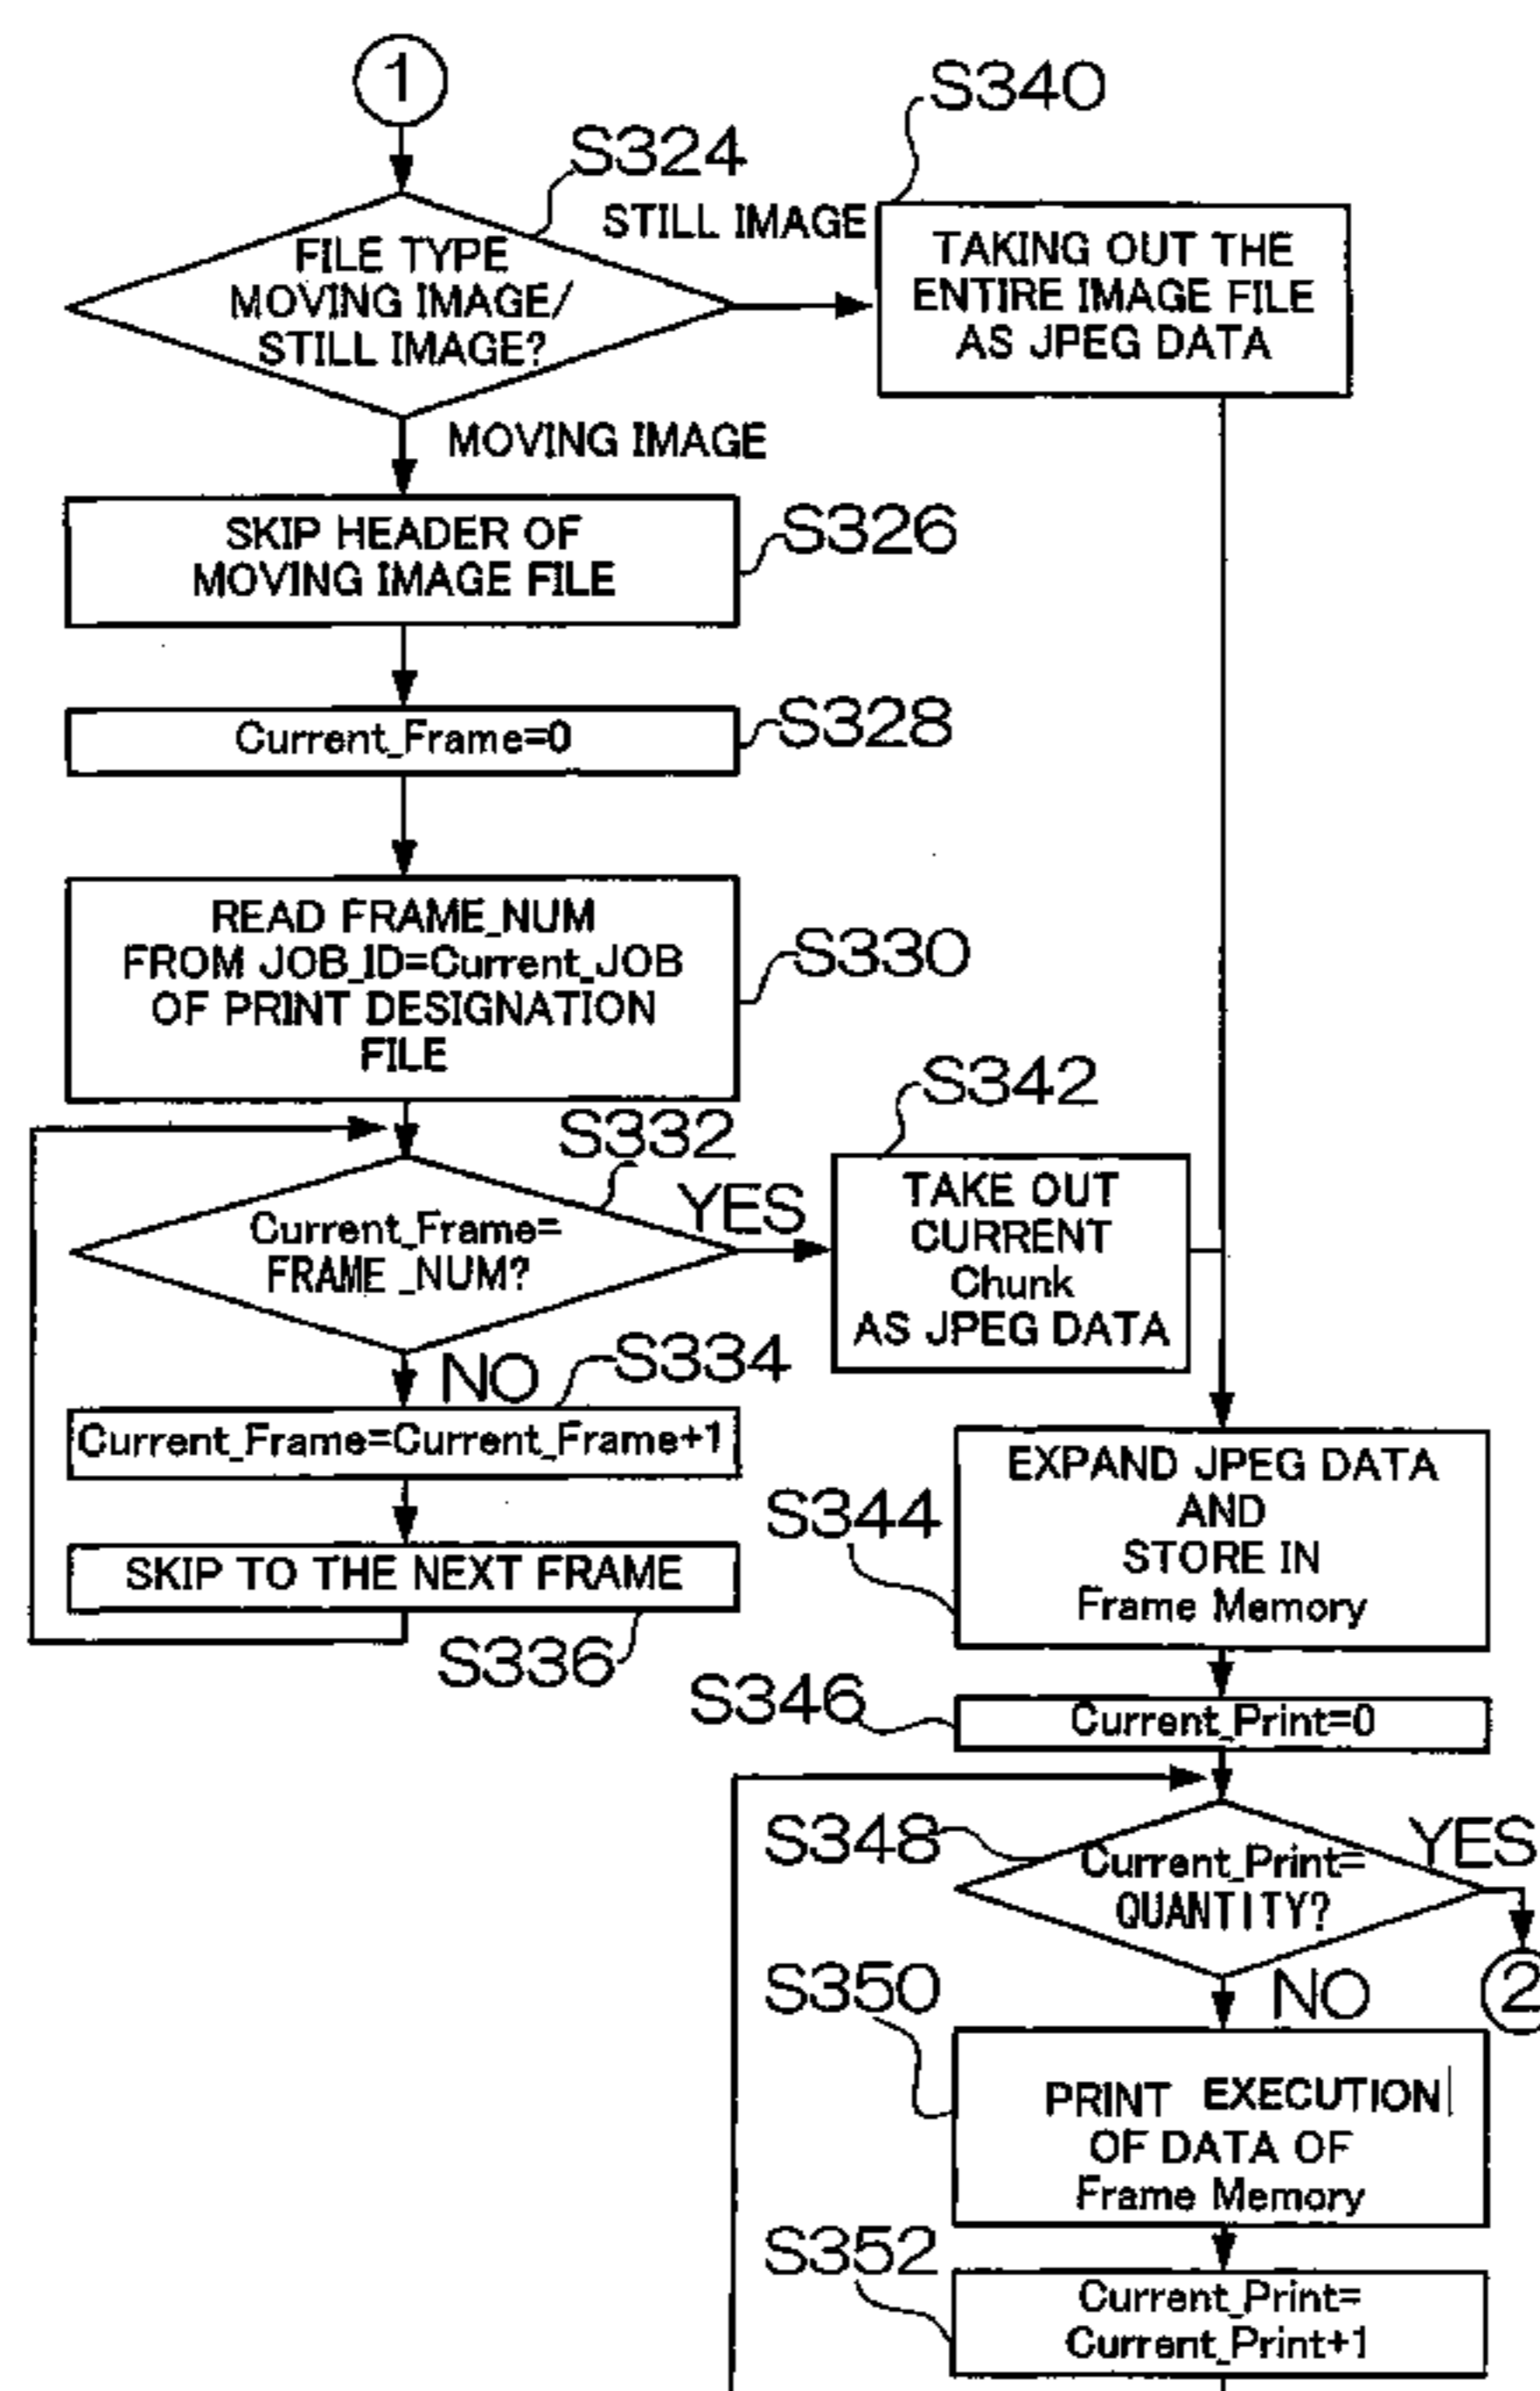 1
S340
S324
STILL IMAGE
FILE TYPE
MOVING IMAGE/
STILL IMAGE?
TAKING OUT THE
ENTIRE IMAGE FILE
AS JPEG DATA
MOVING IMAGE
SKIP HEADER OF
MOVING IMAGE FILE
S326
Current_Frame=0
S328
READ FRAME_NUM
FROM JOB_ID=Current_JOB
OF PRINT DESIGNATION
FILE
S330
S342
S332
Current_Frame=
FRAME_NUM?
YES
TAKE OUT
CURRENT
Chunk
AS JPEG DATA
NO
S334
Current_Frame=Current_Frame+1
SKIP TO THE NEXT FRAME
S336
EXPAND JPEG DATA
AND
STORE IN
Frame Memory
S344
S346
Current_Print=0
S348
Current_Print=
QUANTITY?
YES
2
NO
S350
PRINT EXECUTION
OF DATA OF
Frame Memory
S352
Current_Print=
Current_Print+1